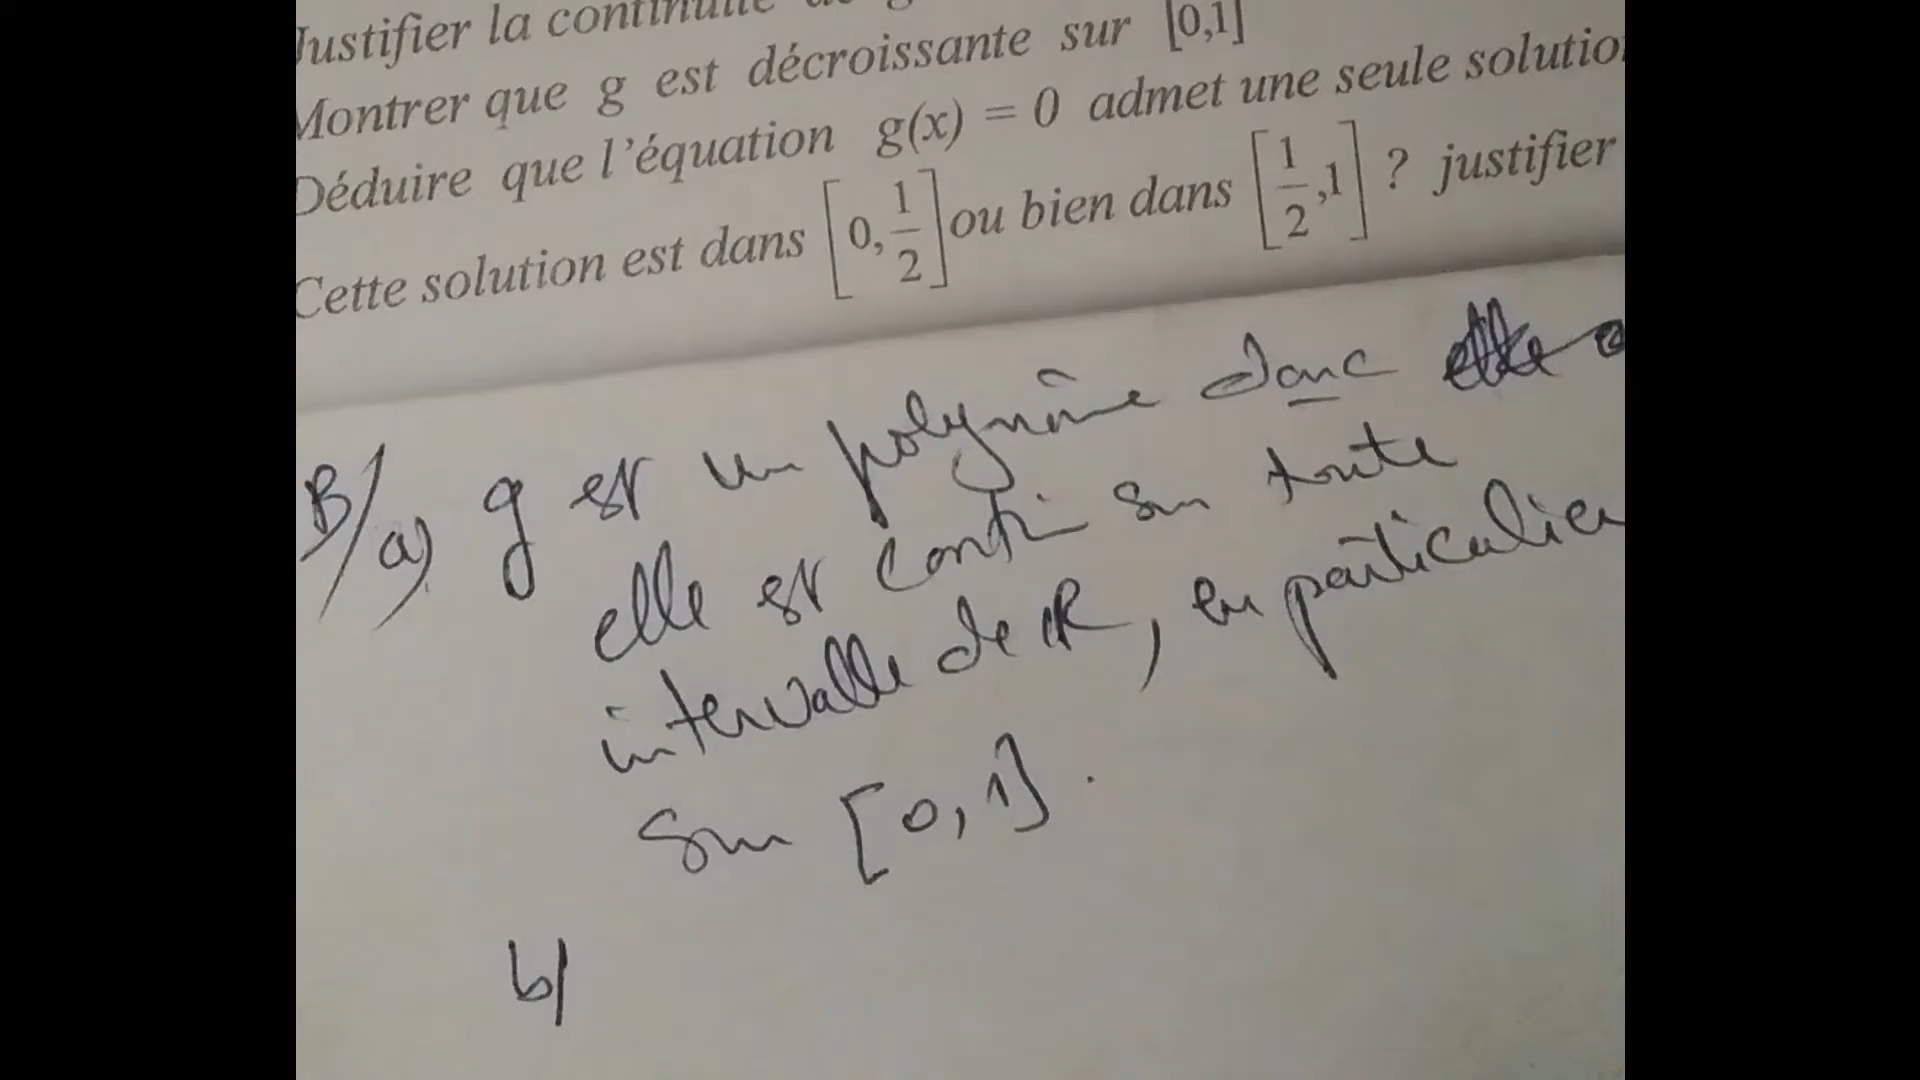 Justifier la continuité de g
Montrer que g est décroissante sur [0,1]
Déduire que l'équation g(x) = 0 admet une seule solutio
Cette solution est dans [0, 1/2] ou bien dans [1/2, 1] ? justifier
B/ a) g est un polynôme donc
elle est conti sur toute
intervalle de IR, en particulier
sur [0, 1].
b/